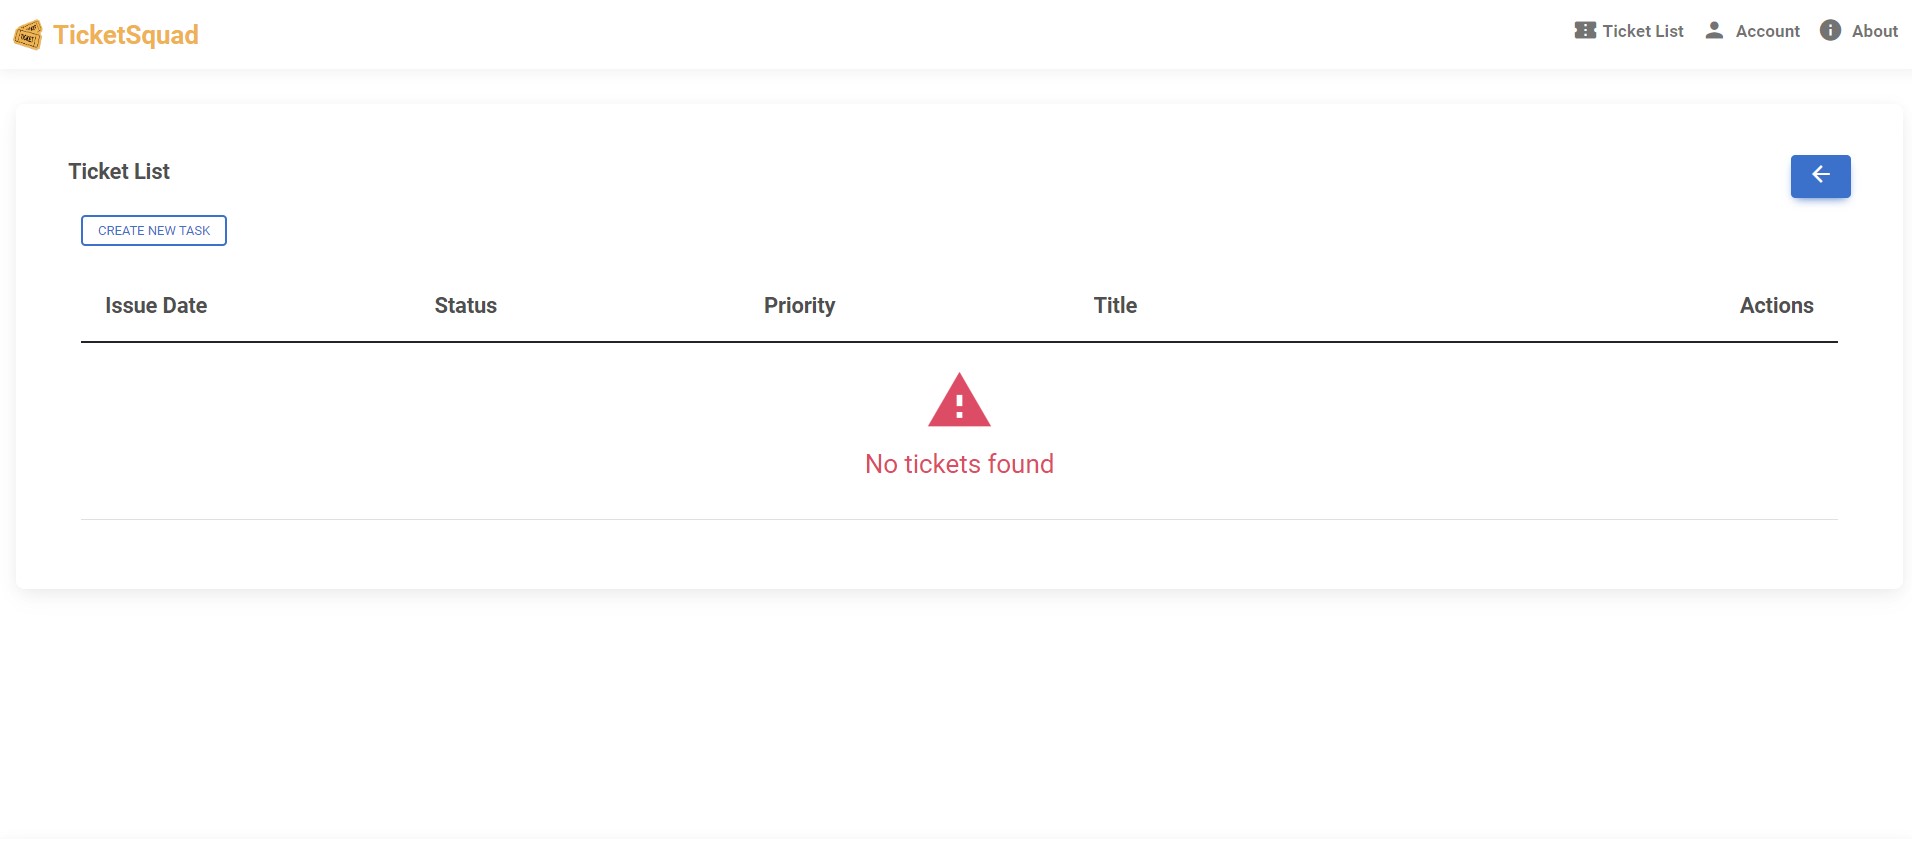 TicketSquad
Ticket List
Account
About
Ticket List
CREATE NEW TASK
Issue Date Status Priority Title Actions
No tickets found